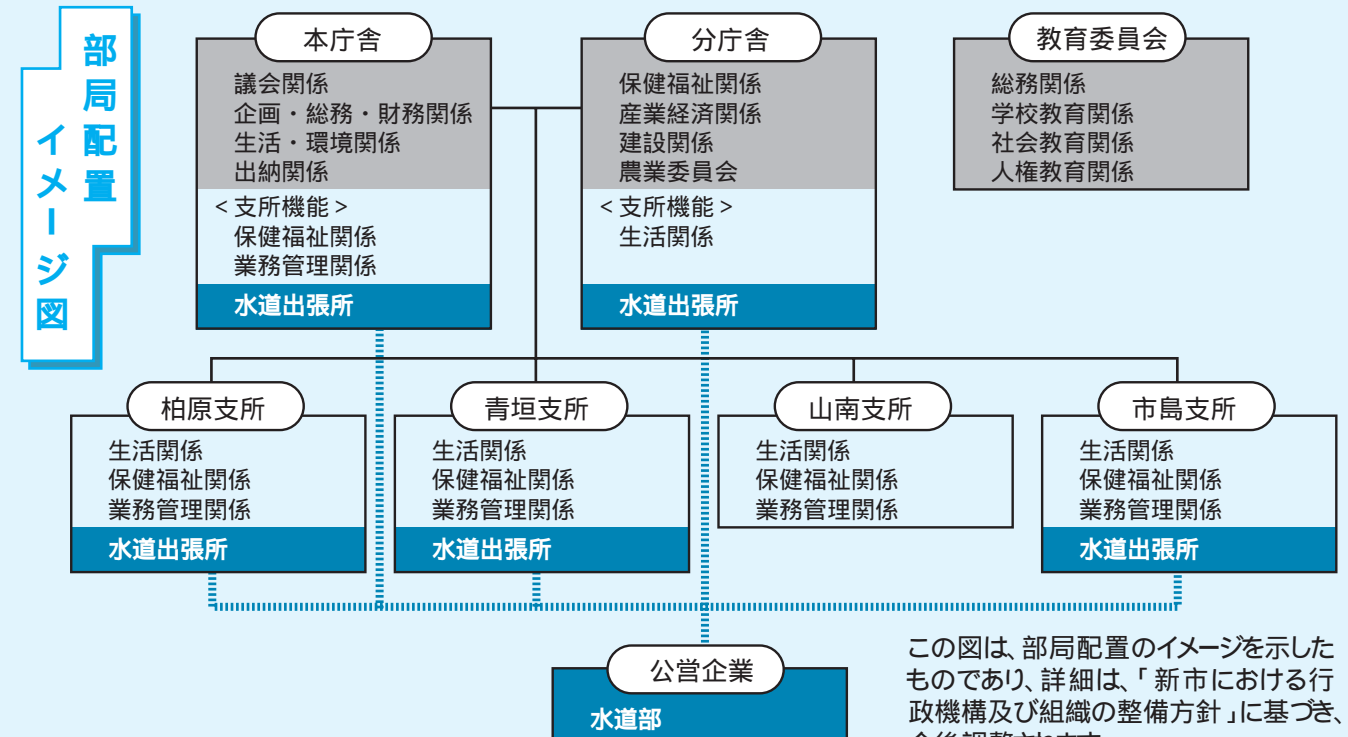 部局配置
イメージ図
本庁舎
議会関係
企画・総務・財務関係
生活・環境関係
出納関係
<支所機能>
保健福祉関係
業務管理関係
水道出張所
分庁舎
保健福祉関係
産業経済関係
建設関係
農業委員会
<支所機能>
生活関係
水道出張所
教育委員会
総務関係
学校教育関係
社会教育関係
人権教育関係
柏原支所
生活関係
保健福祉関係
業務管理関係
水道出張所
青垣支所
生活関係
保健福祉関係
業務管理関係
水道出張所
山南支所
生活関係
保健福祉関係
業務管理関係
市島支所
生活関係
保健福祉関係
業務管理関係
水道出張所
公営企業
水道部
この図は、部局配置のイメージを示した
ものであり、詳細は、「新市における行
政機構及び組織の整備方針」に基づき、